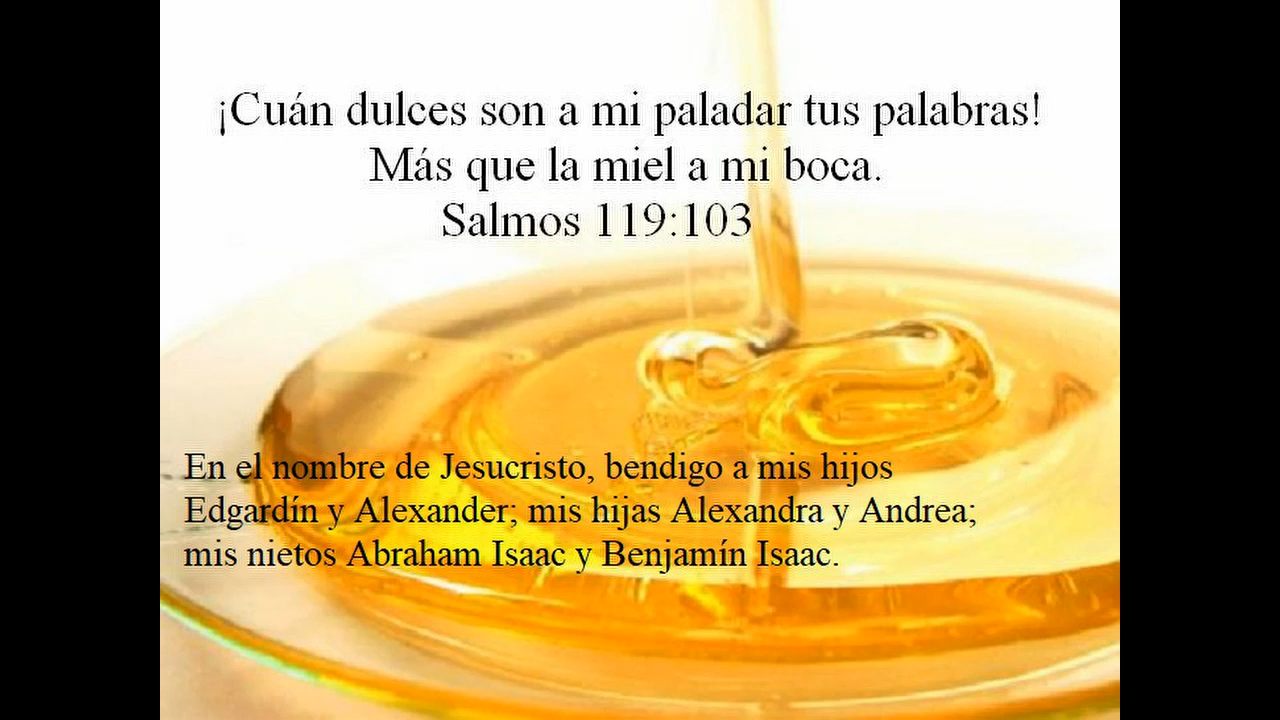 ¡Cuán dulces son a mi paladar tus palabras!
Más que la miel a mi boca.
Salmos 119:103
En el nombre de Jesucristo, bendigo a mis hijos
Edgardín y Alexander; mis hijas Alexandra y Andrea;
mis nietos Abraham Isaac y Benjamín Isaac.